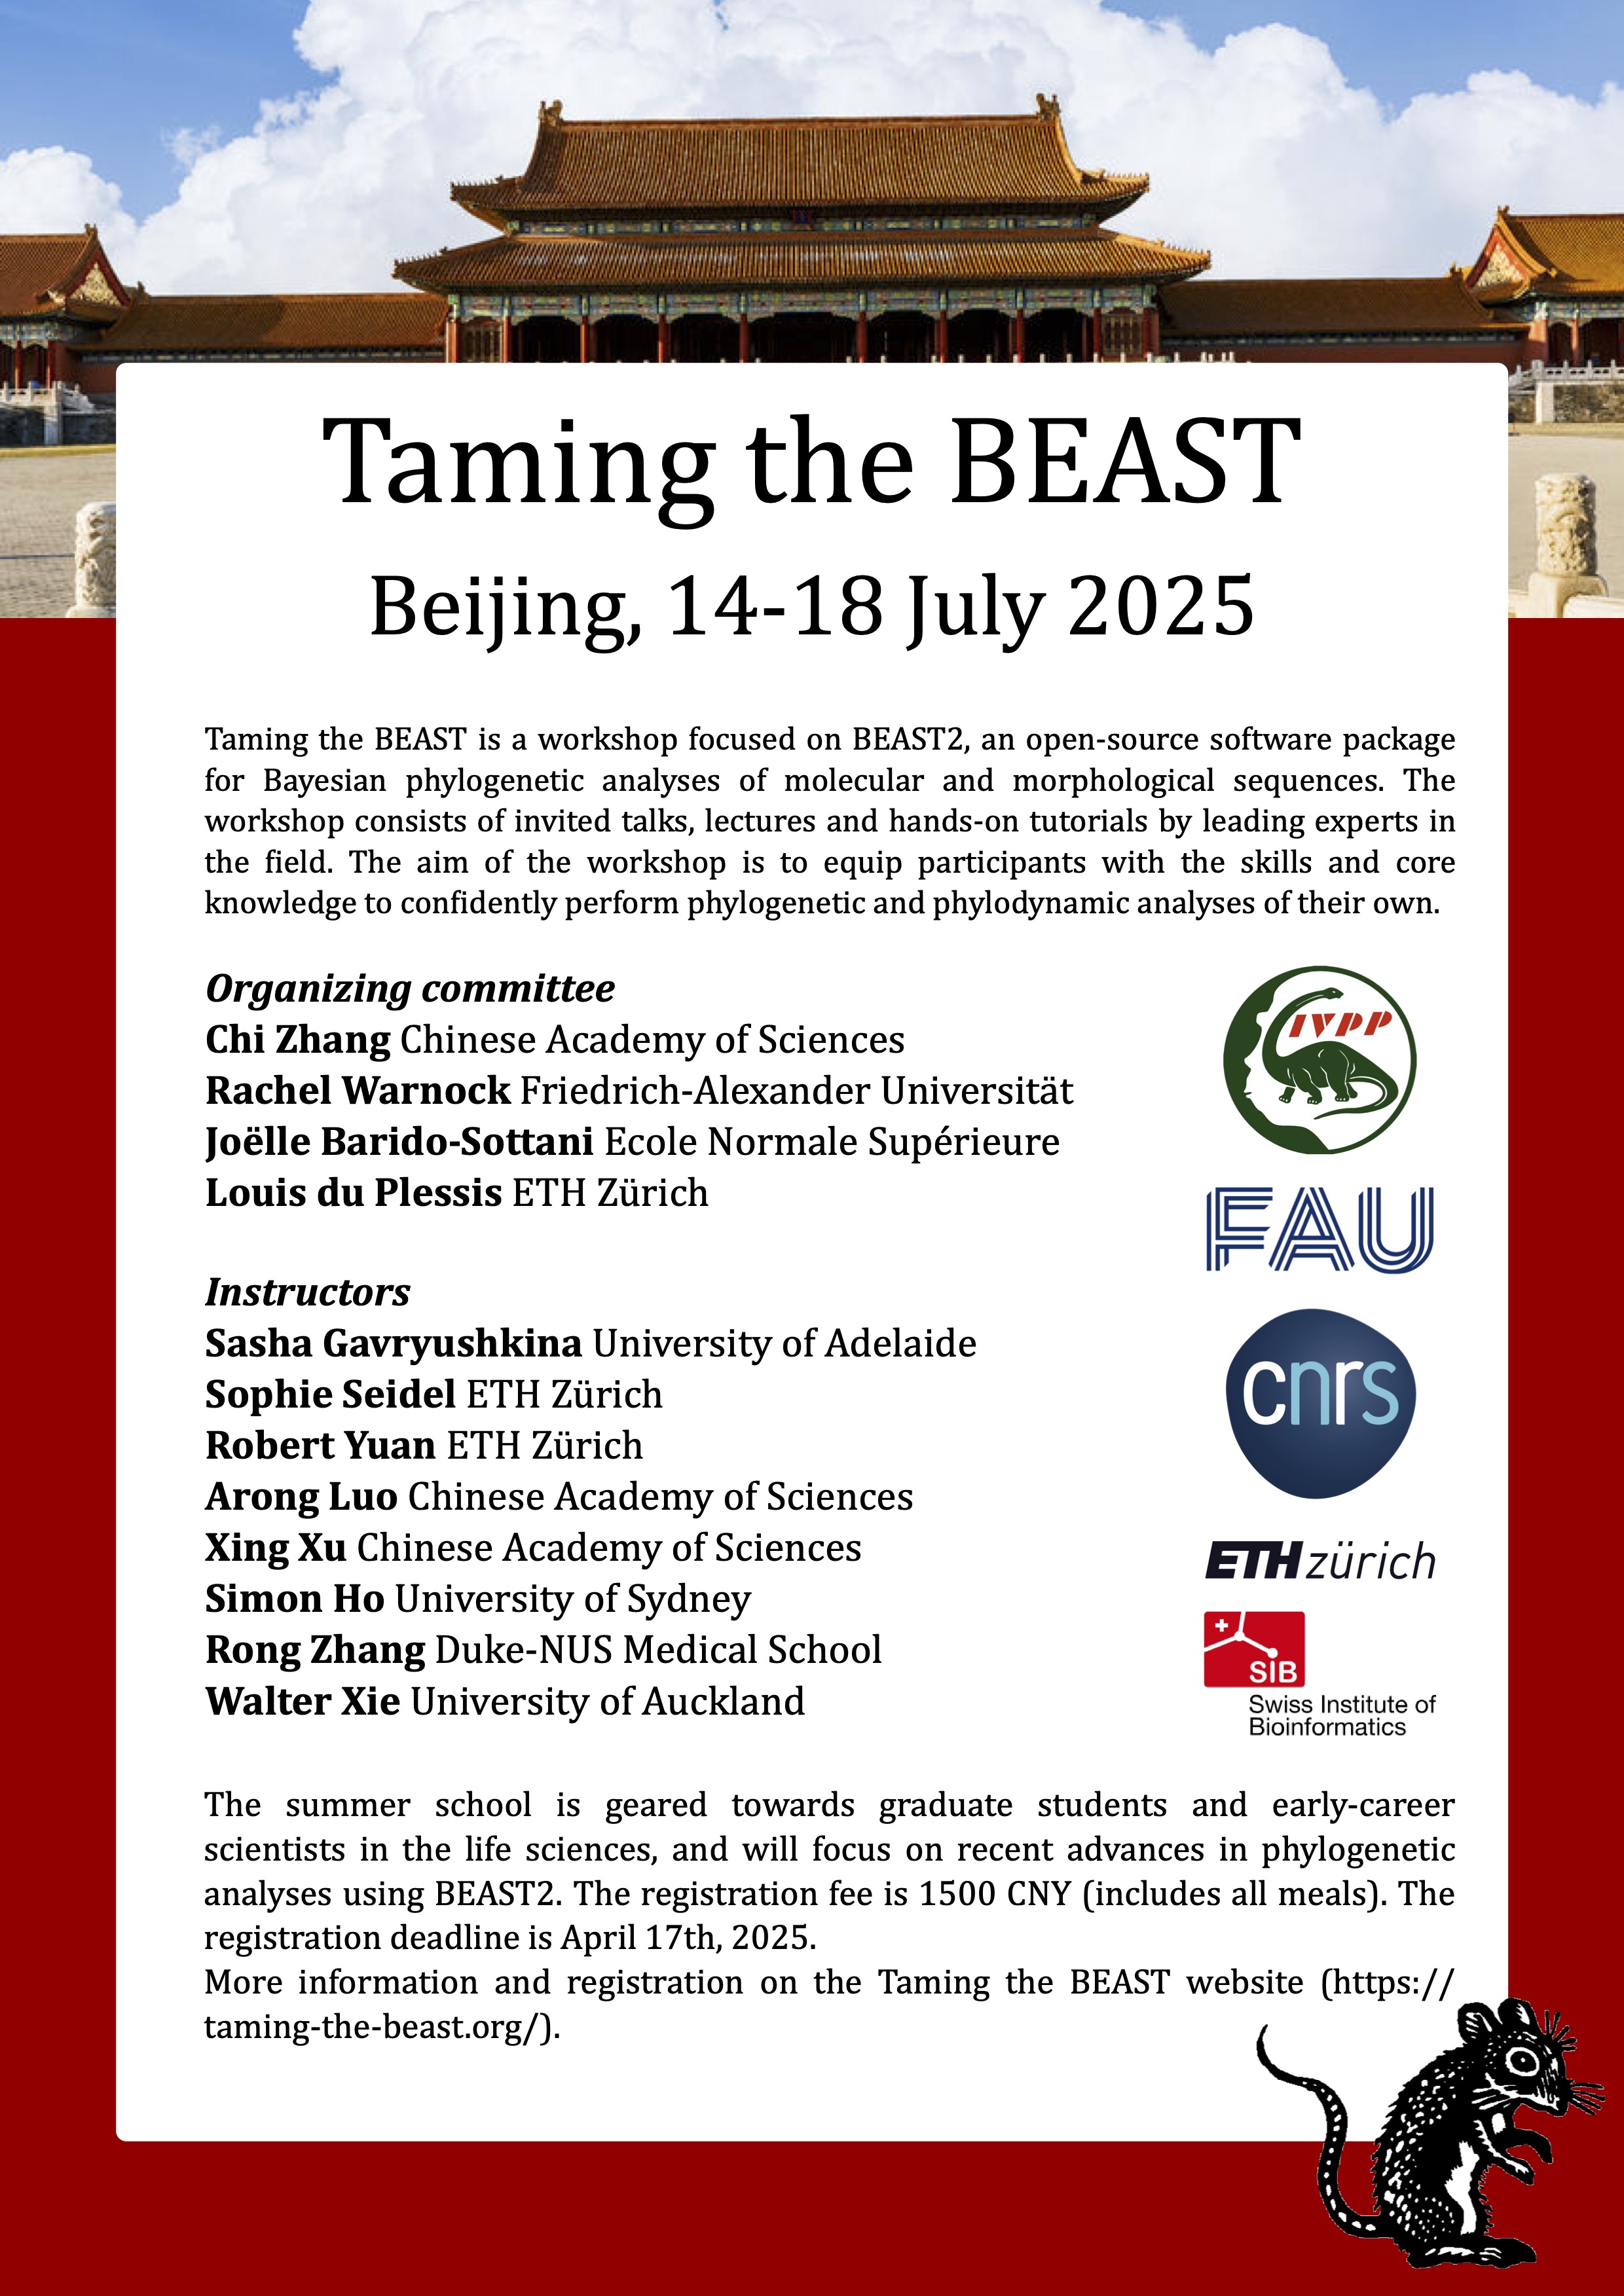 Taming the BEAST
Beijing, 14-18 July 2025
Taming the BEAST is a workshop focused on BEAST2, an open-source software package
for Bayesian phylogenetic analyses of molecular and morphological sequences. The
workshop consists of invited talks, lectures and hands-on tutorials by leading experts in
the field. The aim of the workshop is to equip participants with the skills and core
knowledge to confidently perform phylogenetic and phylodynamic analyses of their own.
Organizing committee
Chi Zhang Chinese Academy of Sciences
Rachel Warnock Friedrich-Alexander Universität
Joëlle Barido-Sottani Ecole Normale Supérieure
Louis du Plessis ETH Zürich
Instructors
Sasha Gavryushkina University of Adelaide
Sophie Seidel ETH Zürich
Robert Yuan ETH Zürich
Arong Luo Chinese Academy of Sciences
Xing Xu Chinese Academy of Sciences
Simon Ho University of Sydney
Rong Zhang Duke-NUS Medical School
Walter Xie University of Auckland
IVPP
FAU
cnrs
ETH zürich
SIB
Swiss Institute of
Bioinformatics
The summer school is geared towards graduate students and early-career
scientists in the life sciences, and will focus on recent advances in phylogenetic
analyses using BEAST2. The registration fee is 1500 CNY (includes all meals). The
registration deadline is April 17th, 2025.
More information and registration on the Taming the BEAST website (https://
taming-the-beast.org/).